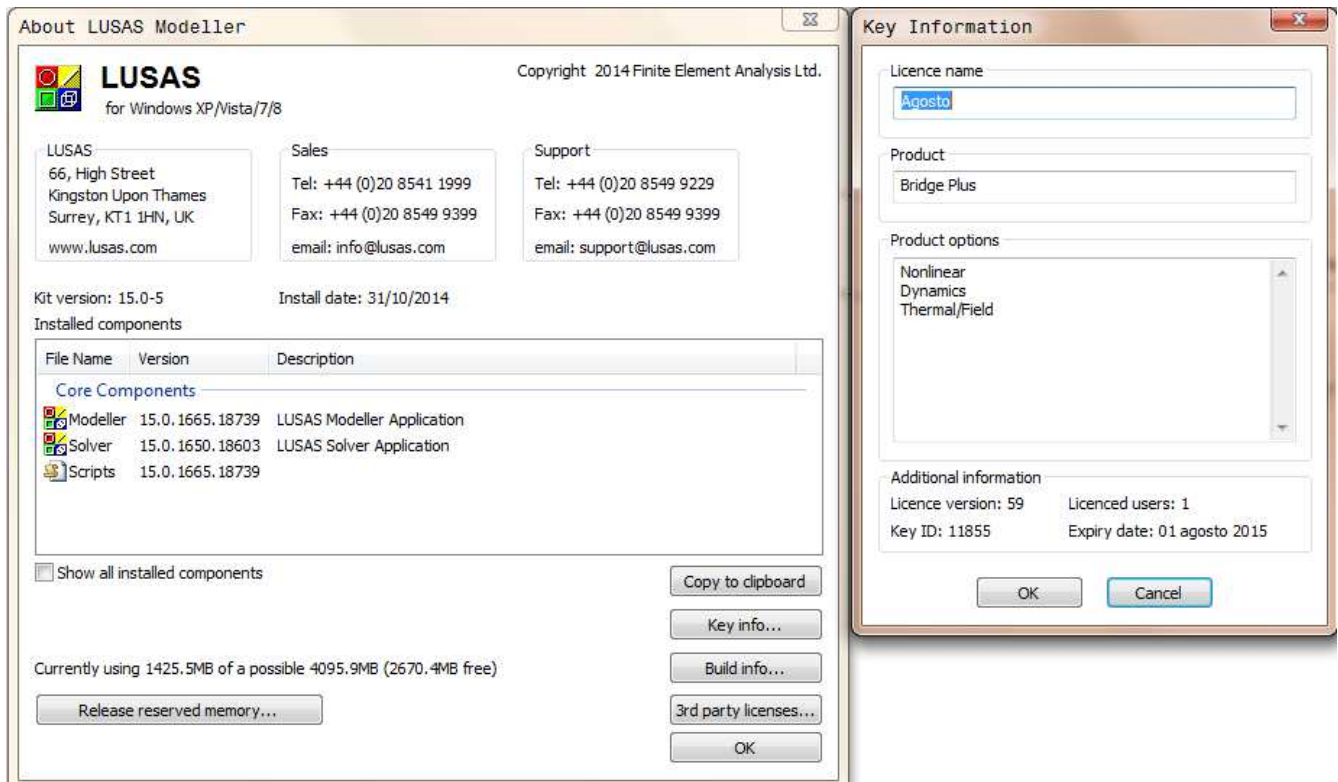 About LUSAS Modeller
LUSAS
for Windows XP/Vista/7/8
Copyright 2014 Finite Element Analysis Ltd.
LUSAS
66, High Street
Kingston Upon Thames
Surrey, KT1 1HN, UK
www.lusas.com
Sales
Tel: +44 (0)20 8541 1999
Fax: +44 (0)20 8549 9399
email: info@lusas.com
Support
Tel: +44 (0)20 8549 9229
Fax: +44 (0)20 8549 9399
email: support@lusas.com
Kit version: 15.0-5 Install date: 31/10/2014
Installed components
File Name Version Description
Core Components
Modeller 15.0.1665.18739 LUSAS Modeller Application
Solver 15.0.1650.18603 LUSAS Solver Application
Scripts 15.0.1665.18739
Show all installed components
Copy to clipboard
Key info...
Currently using 1425.5MB of a possible 4095.9MB (2670.4MB free)
Build info...
Release reserved memory...
3rd party licenses...
OK
Key Information
Licence name
Agosto
Product
Bridge Plus
Product options
Nonlinear
Dynamics
Thermal/Field
Additional information
Licence version: 59 Licenced users: 1
Key ID: 11855 Expiry date: 01 agosto 2015
OK Cancel